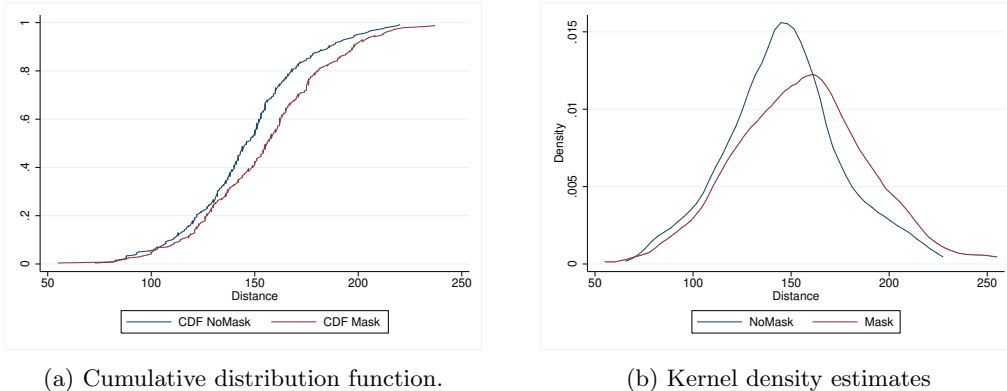 1
.8
.6
.4
.2
0
50 100 150 200 250
Distance
CDF NoMask CDF Mask
(a) Cumulative distribution function.
.015
.01
.005
0
Density
50 100 150 200 250
Distance
NoMask Mask
(b) Kernel density estimates